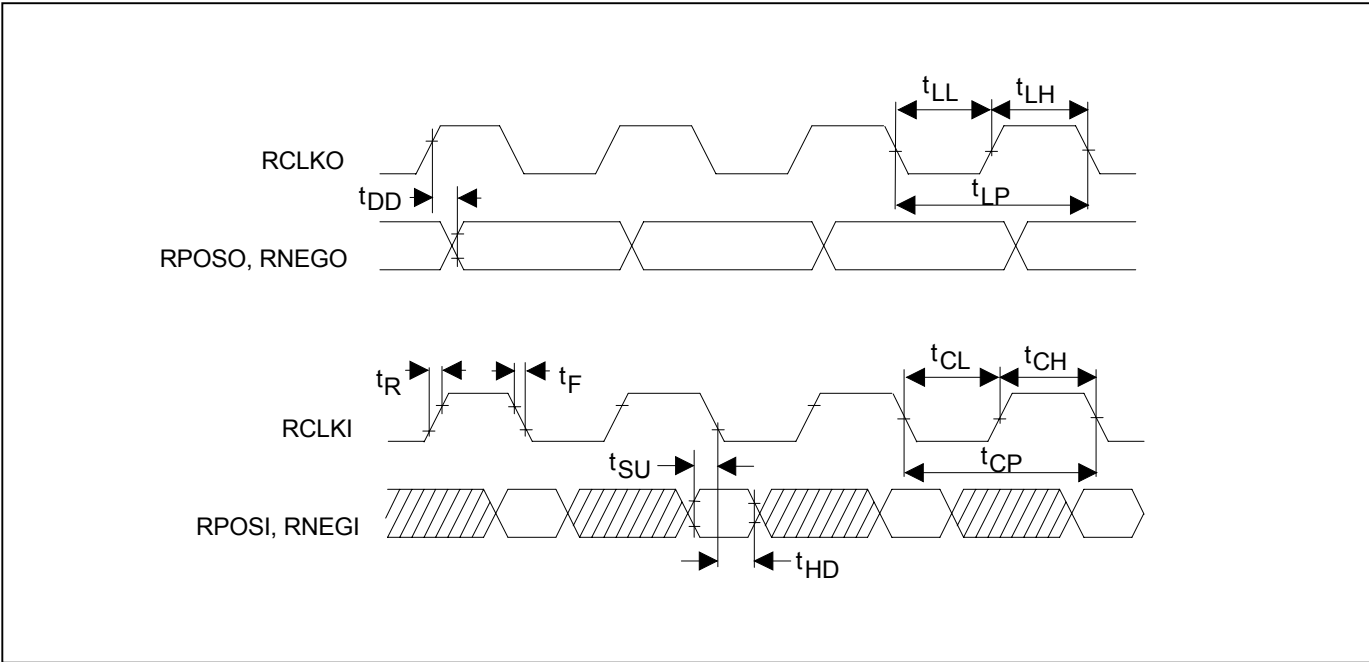 tLL
tLH
RCLKO
tDD
tLP
RPOSO, RNEGO
tCL
tCH
tR
tF
RCLKI
tSU
tCP
RPOSI, RNEGI
tHD